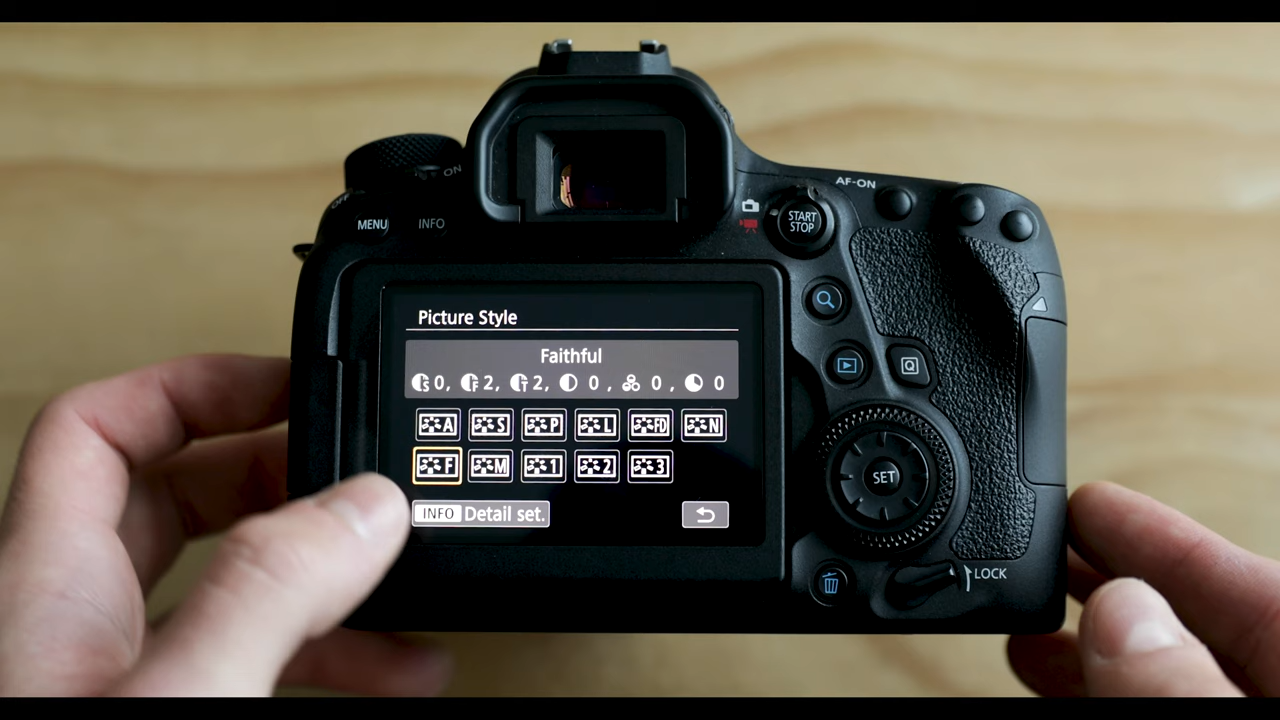 AF-ON
ON
OFF
MENU INFO
START
STOP
Picture Style
Faithful
S 0, F 2, T 2, 0, 0, 0
A S P L FD N
Q
F M 1 2 3
SET
INFO Detail set.
LOCK